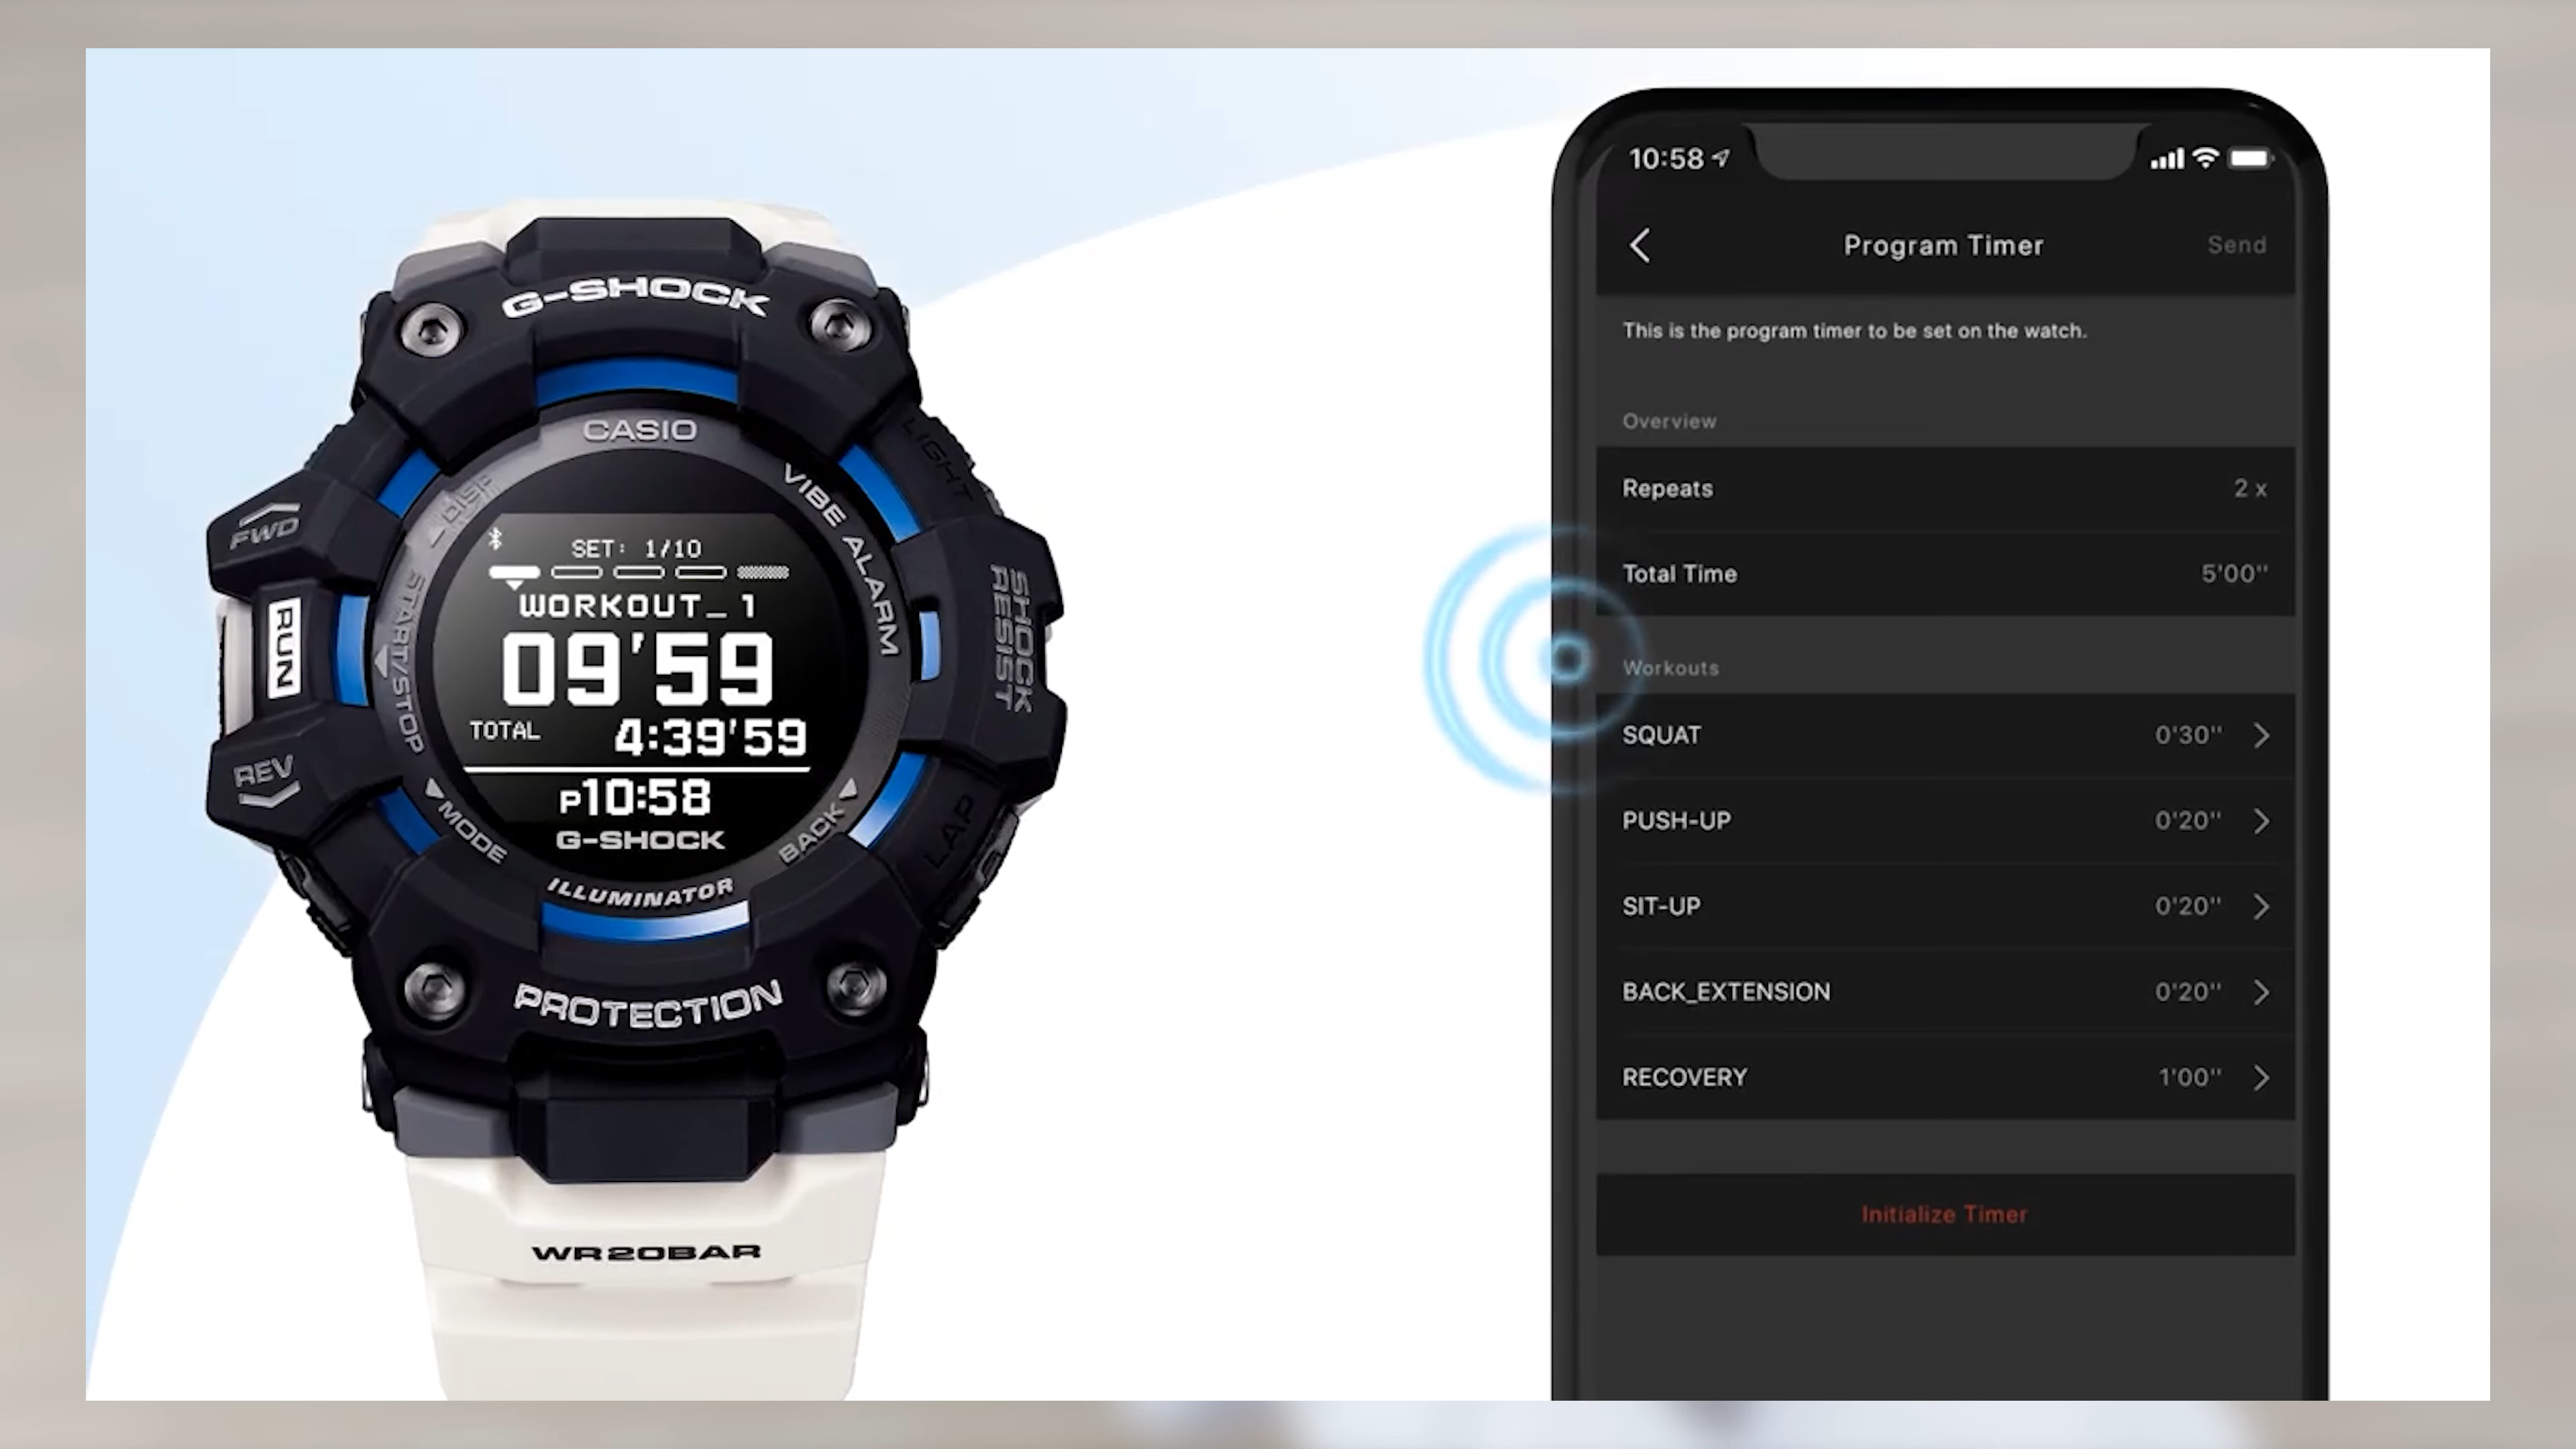 G-SHOCK
CASIO
DISP
LIGHT
VIBE ALARM
FWD
RUN
START/STOP
REV
MODE
SHOCK
RESIST
SET: 1/10
WORKOUT_1
09'59
TOTAL 4:39'59
P10:58
G-SHOCK
BACK
LAP
ILLUMINATOR
PROTECTION
WR20BAR
10:58
Program Timer Send
This is the program timer to be set on the watch.
Overview
Repeats 2 x
Total Time 5'00''
Workouts
SQUAT 0'30''
PUSH-UP 0'20''
SIT-UP 0'20''
BACK_EXTENSION 0'20''
RECOVERY 1'00''
Initialize Timer